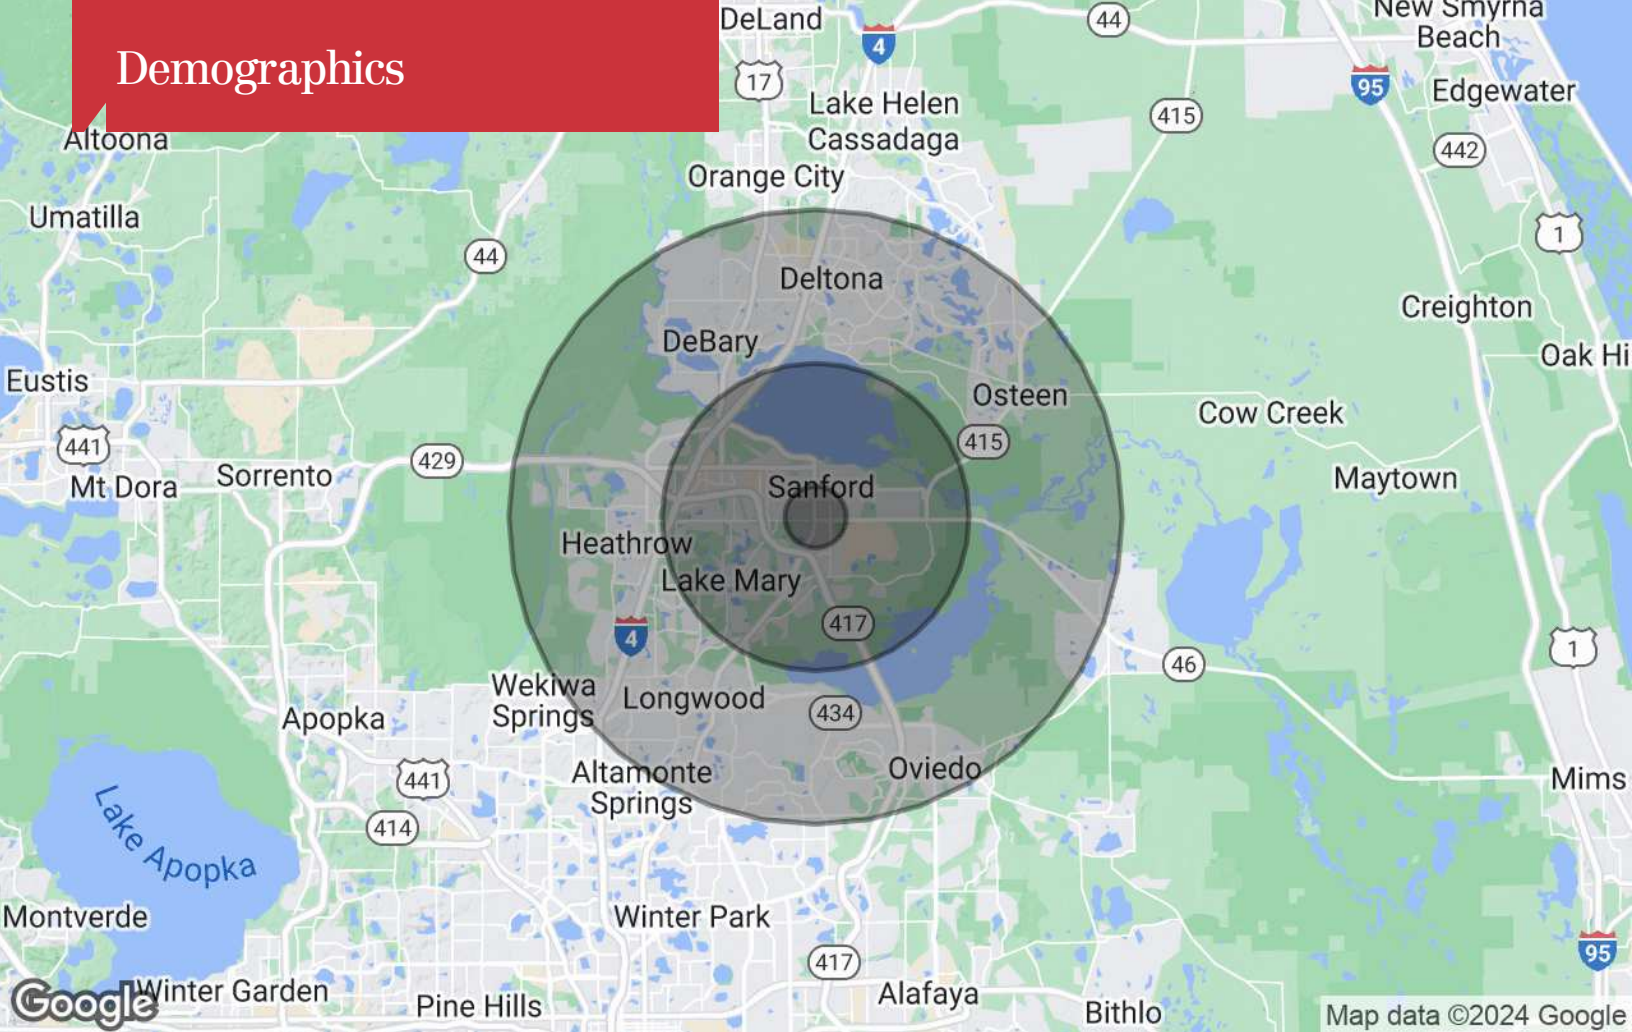 Demographics
DeLand
4
44
New Smyrna
Beach
17
95
Edgewater
Lake Helen
Cassadaga
415
Altoona
442
Orange City
Umatilla
1
44
Deltona
Creighton
DeBary
Oak Hi
Eustis
Osteen
Cow Creek
441
415
429
Sorrento
Maytown
Mt Dora
Sanford
Heathrow
Lake Mary
417
4
1
46
Wekiwa
Springs
Longwood
434
Apopka
Oviedo
441
Altamonte
Springs
Mims
Lake Apopka
414
Montverde
Winter Park
95
417
Google
Winter Garden
Pine Hills
Alafaya
Bithlo
Map data ©2024 Google